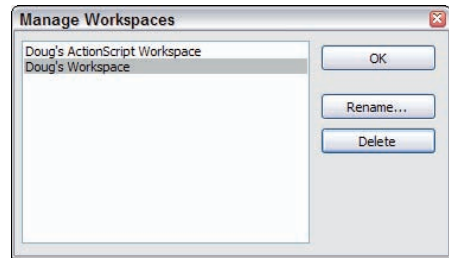 Manage Workspaces
Doug's ActionScript Workspace
Doug's Workspace
OK
Rename...
Delete